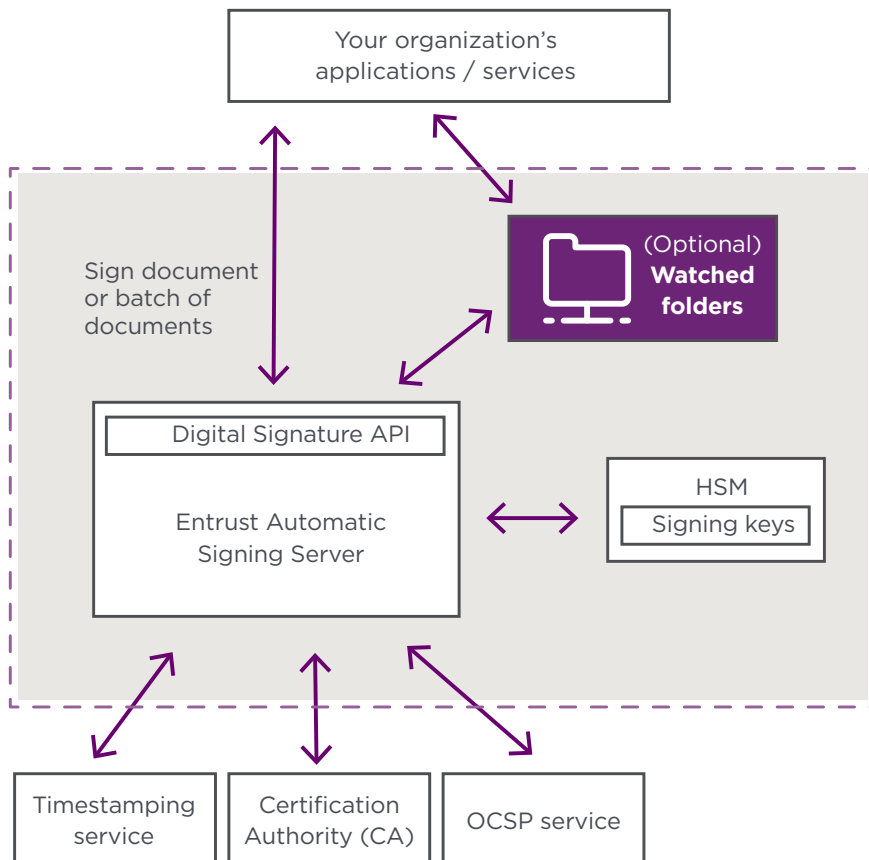 Your organization’s
applications / services
(Optional)
Watched
folders
Sign document
or batch of
documents
Digital Signature API
Entrust Automatic
Signing Server
HSM
Signing keys
Timestamping
service
Certification
Authority (CA)
OCSP service